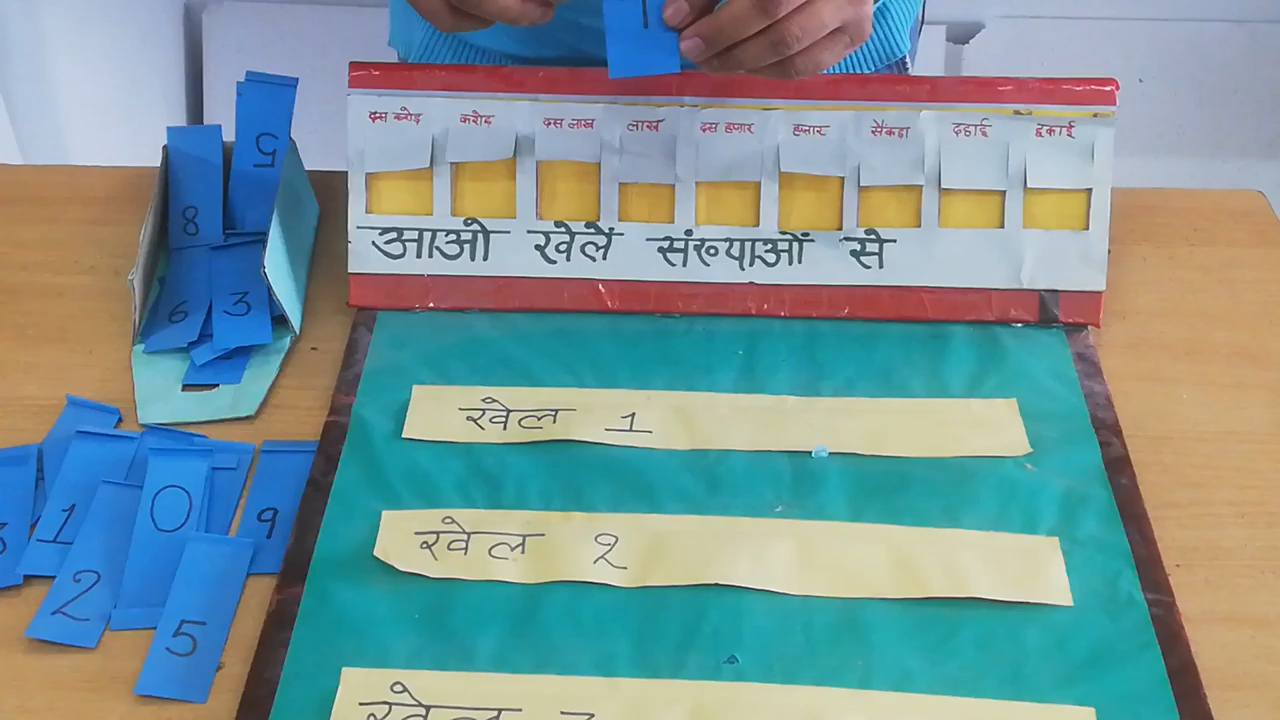 दस करोड़ करोड़ दस लाख लाख दस हजार हजार सैंकड़ा दहाई इकाई
आओ खेलें संख्याओं से
खेल 1
खेल 2
5
8
6 3
1 0 9
2
5